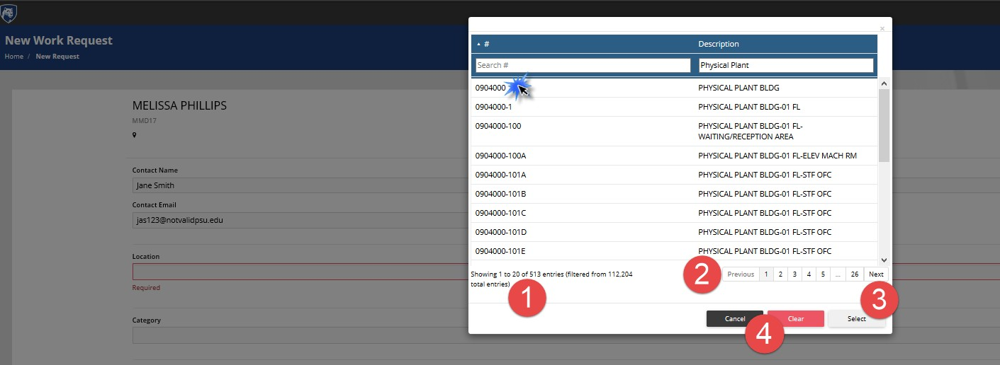 New Work Request
Home / New Request
MELISSA PHILLIPS
MMD17
Contact Name
Jane Smith
Contact Email
jas123@notvalidpsu.edu
Location
Required
Category
×
# Description
Search # Physical Plant
0904000 PHYSICAL PLANT BLDG
0904000-1 PHYSICAL PLANT BLDG-01 FL
0904000-100 PHYSICAL PLANT BLDG-01 FL-
WAITING/RECEPTION AREA
0904000-100A PHYSICAL PLANT BLDG-01 FL-ELEV MACH RM
0904000-101A PHYSICAL PLANT BLDG-01 FL-STF OFC
0904000-101B PHYSICAL PLANT BLDG-01 FL-STF OFC
0904000-101C PHYSICAL PLANT BLDG-01 FL-STF OFC
0904000-101D PHYSICAL PLANT BLDG-01 FL-STF OFC
0904000-101E PHYSICAL PLANT BLDG-01 FL-STF OFC
Showing 1 to 20 of 513 entries (filtered from 112,204
total entries)
1
2
Previous 1 2 3 4 5 ... 26 Next
3
Cancel Clear Select
4